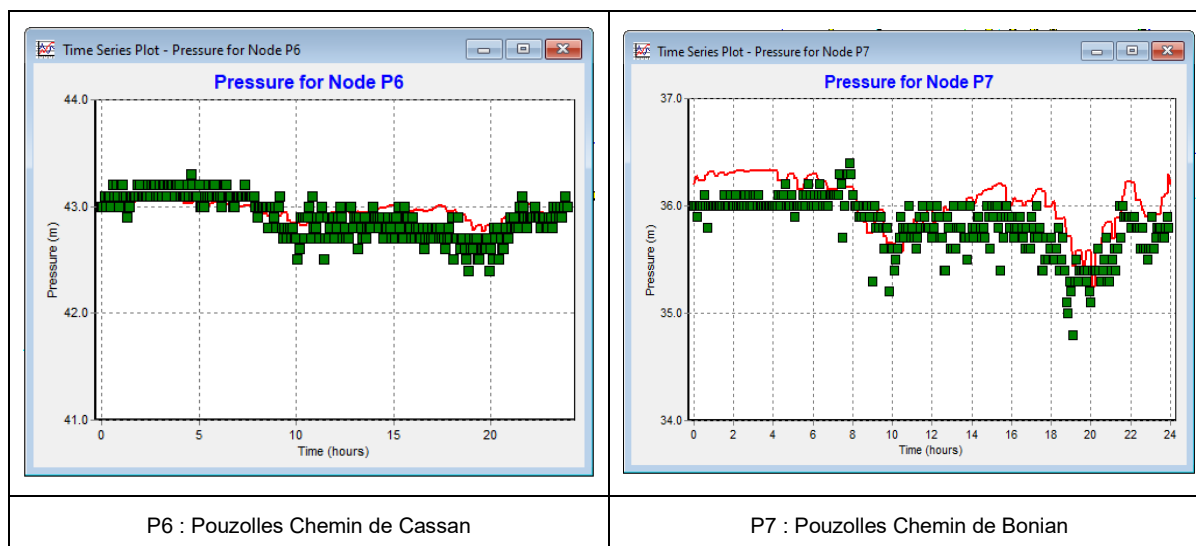 Time Series Plot - Pressure for Node P6
Pressure for Node P6
44.0
43.0
42.0
41.0
Pressure (m)
0 5 10 15 20
Time (hours)
Time Series Plot - Pressure for Node P7
Pressure for Node P7
37.0
36.0
35.0
34.0
Pressure (m)
0 2 4 6 8 10 12 14 16 18 20 22 24
Time (hours)
P6 : Pouzolles Chemin de Cassan
P7 : Pouzolles Chemin de Bonian